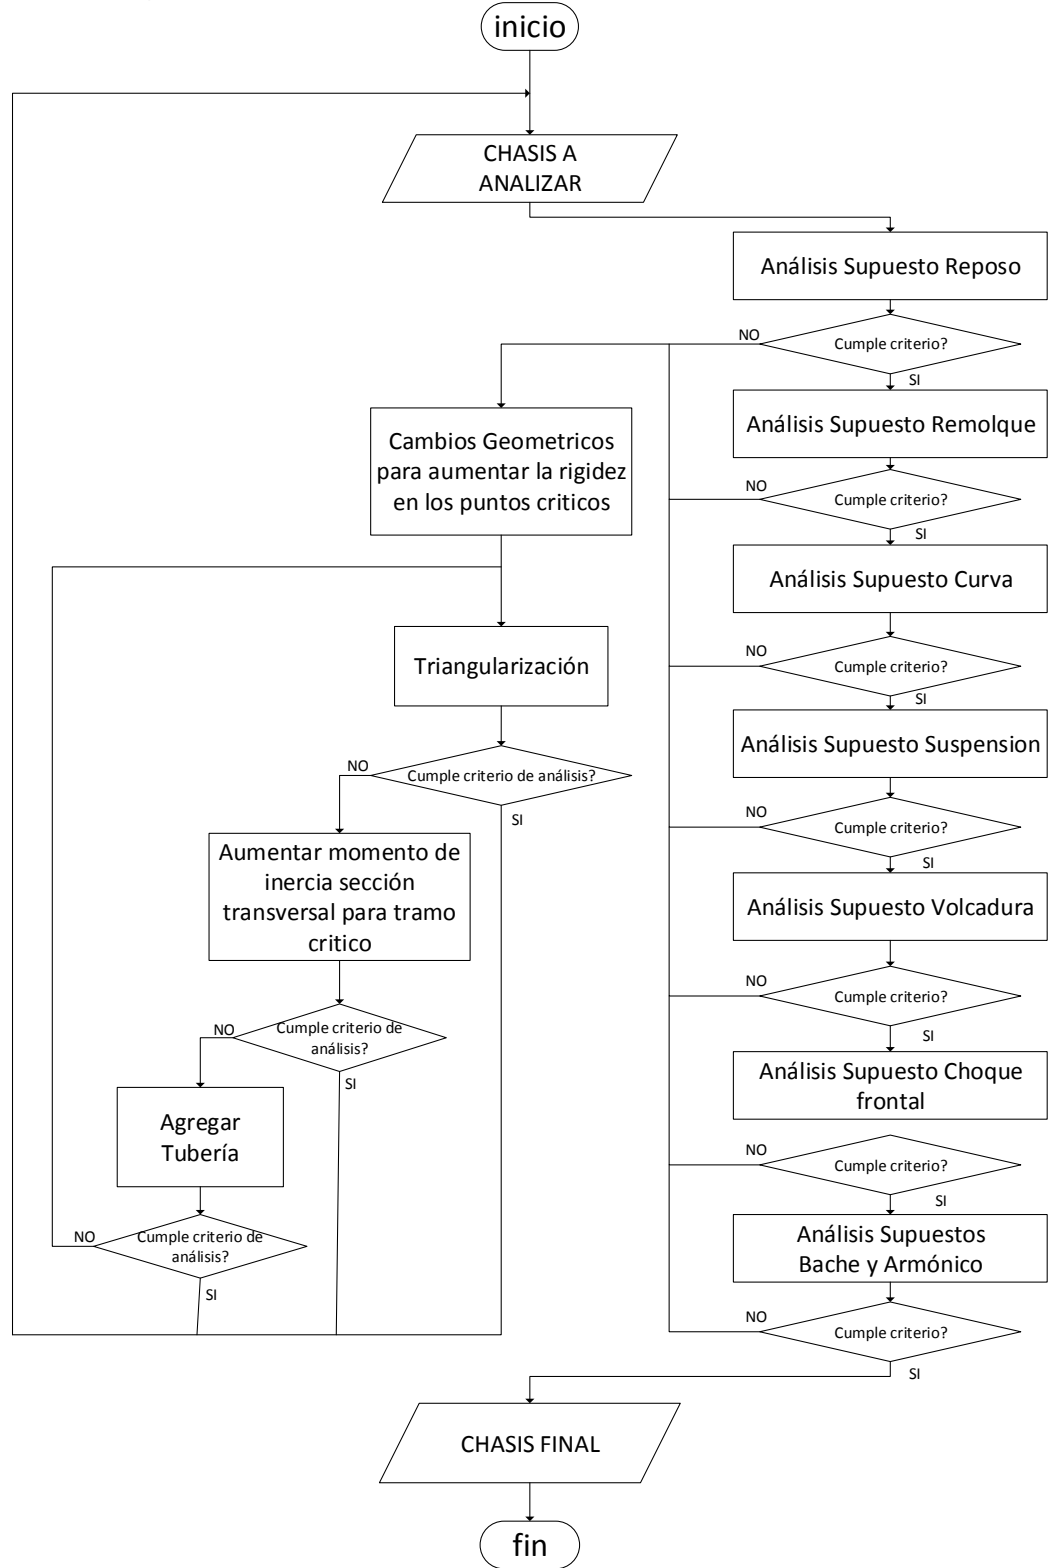 inicio
CHASIS A
ANALIZAR
Análisis Supuesto Reposo
NO
Cumple criterio?
SI
Análisis Supuesto Remolque
NO
Cumple criterio?
SI
Análisis Supuesto Curva
NO
Cumple criterio?
SI
Análisis Supuesto Suspension
NO
Cumple criterio?
SI
Análisis Supuesto Volcadura
NO
Cumple criterio?
SI
Análisis Supuesto Choque
frontal
NO
Cumple criterio?
SI
Análisis Supuestos
Bache y Armónico
NO
Cumple criterio?
SI
Cambios Geometricos
para aumentar la rigidez
en los puntos criticos
Triangularización
NO
Cumple criterio de análisis?
SI
Aumentar momento de
inercia sección
transversal para tramo
critico
NO
Cumple criterio de
análisis?
SI
Agregar
Tubería
NO
Cumple criterio de
análisis?
SI
CHASIS FINAL
fin